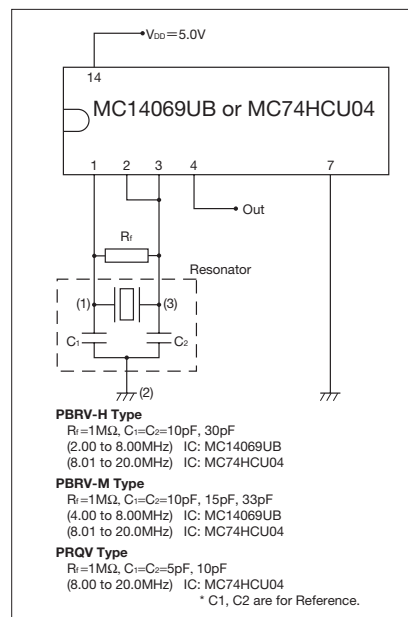 VDD=5.0V
14
MC14069UB or MC74HCU04
1 2 3 4 7
Out
Rf
Resonator
(1) (3)
C1 C2
(2)
PBRV-H Type
Rf=1MΩ, C1=C2=10pF, 30pF
(2.00 to 8.00MHz) IC: MC14069UB
(8.01 to 20.0MHz) IC: MC74HCU04
PBRV-M Type
Rf=1MΩ, C1=C2=10pF, 15pF, 33pF
(4.00 to 8.00MHz) IC: MC14069UB
(8.01 to 20.0MHz) IC: MC74HCU04
PRQV Type
Rf=1MΩ, C1=C2=5pF, 10pF
(8.00 to 20.0MHz) IC: MC74HCU04
* C1, C2 are for Reference.